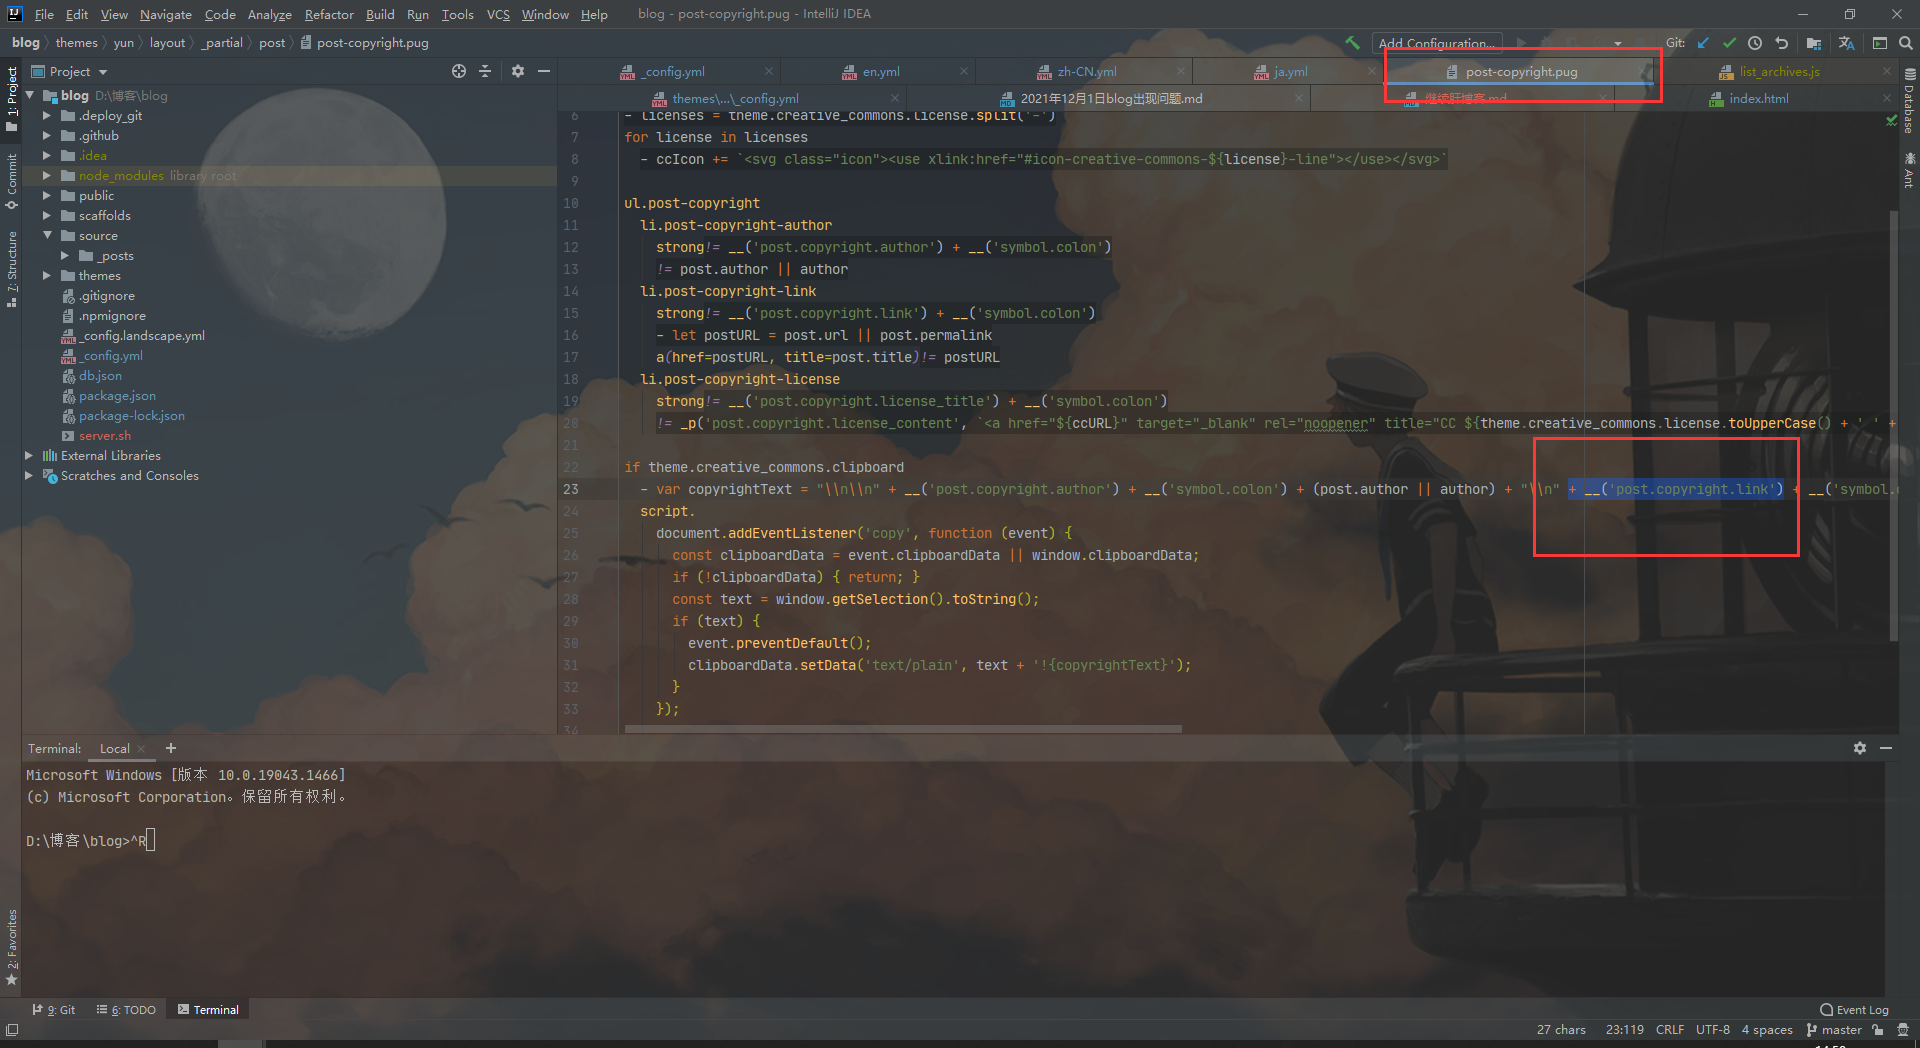 File Edit View Navigate Code Analyze Refactor Build Run Tools VCS Window Help blog - post-copyright.pug - IntelliJ IDEA
blog themes yun layout _partial post post-copyright.pug Add Configuration... Git:
Project
_config.yml en.yml zh-CN.yml ja.yml post-copyright.pug list_archives.js
themes\...\_config.yml 2021年12月1日blog出现问题.md 继续肝博客.md index.html
1: Project
Commit
7: Structure
2: Favorites
Database
Ant
blog D:\博客\blog
.deploy_git
.github
.idea
node_modules library root
public
scaffolds
source
_posts
themes
.gitignore
.npmignore
_config.landscape.yml
_config.yml
db.json
package.json
package-lock.json
server.sh
External Libraries
Scratches and Consoles
6 - licenses = theme.creative_commons.license.split('-')
7 for license in licenses
8 - ccIcon += `<svg class="icon"><use xlink:href="#icon-creative-commons-${license}-line"></use></svg>`
9
10 ul.post-copyright
11 li.post-copyright-author
12 strong!= __('post.copyright.author') + __('symbol.colon')
13 != post.author || author
14 li.post-copyright-link
15 strong!= __('post.copyright.link') + __('symbol.colon')
16 - let postURL = post.url || post.permalink
17 a(href=postURL, title=post.title)!= postURL
18 li.post-copyright-license
19 strong!= __('post.copyright.license_title') + __('symbol.colon')
20 != _p('post.copyright.license_content', `<a href="${ccURL}" target="_blank" rel="noopener" title="CC ${theme.creative_commons.license.toUpperCase() + ' ' +
21
22 if theme.creative_commons.clipboard
23 - var copyrightText = "\\n\\n" + __('post.copyright.author') + __('symbol.colon') + (post.author || author) + "\\n" + __('post.copyright.link') + __('symbol.
24 script.
25 document.addEventListener('copy', function (event) {
26 const clipboardData = event.clipboardData || window.clipboardData;
27 if (!clipboardData) { return; }
28 const text = window.getSelection().toString();
29 if (text) {
30 event.preventDefault();
31 clipboardData.setData('text/plain', text + '!{copyrightText}');
32 }
33 });
34
Terminal: Local
Microsoft Windows [版本 10.0.19043.1466]
(c) Microsoft Corporation。保留所有权利。
D:\博客\blog>^R
9: Git 6: TODO Terminal Event Log
27 chars 23:119 CRLF UTF-8 4 spaces master